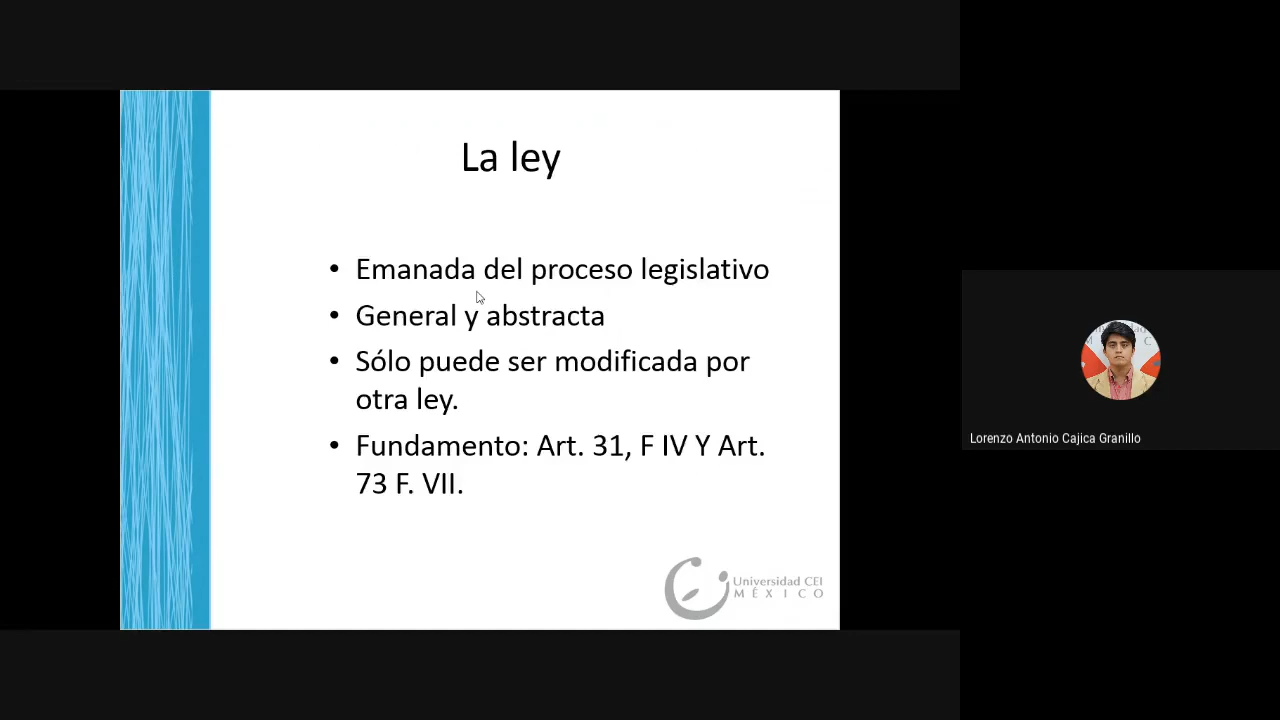 La ley
• Emanada del proceso legislativo
• General y abstracta
• Sólo puede ser modificada por
otra ley.
• Fundamento: Art. 31, F IV Y Art.
73 F. VII.
Universidad CEI
MÉXICO
Lorenzo Antonio Cajica Granillo